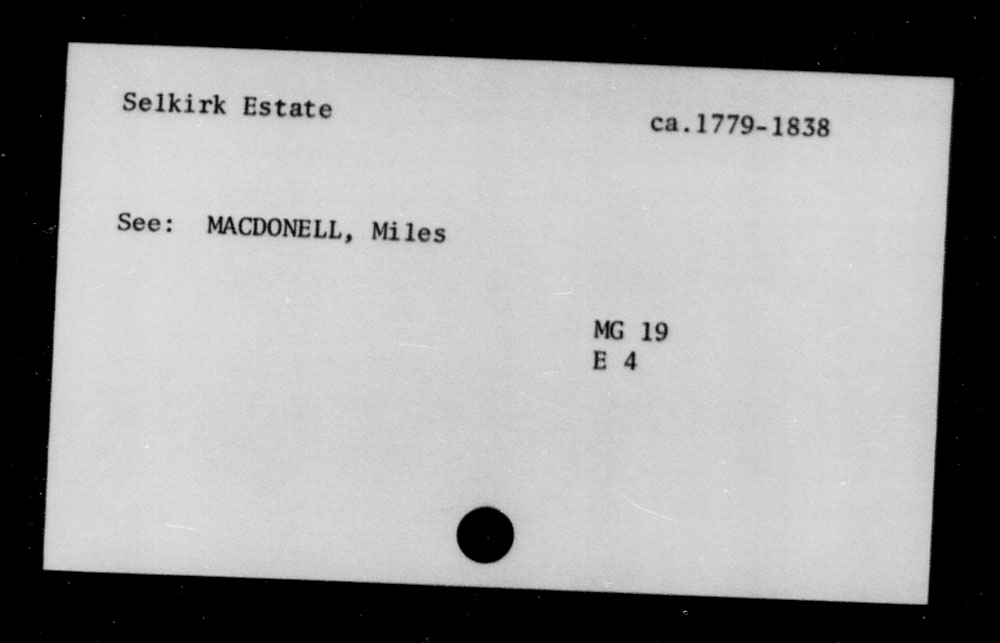 Selkirk Estate
ca.1779-1838
See: MACDONELL, Miles
MG 19
E 4